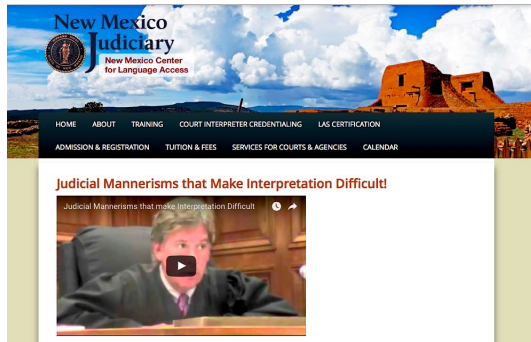 New Mexico
Judiciary
New Mexico Center
for Language Access
HOME ABOUT TRAINING COURT INTERPRETER CREDENTIALING LAS CERTIFICATION
ADMISSION & REGISTRATION TUITION & FEES SERVICES FOR COURTS & AGENCIES CALENDAR
Judicial Mannerisms that Make Interpretation Difficult!
Judicial Mannerisms that make Interpretation Difficult